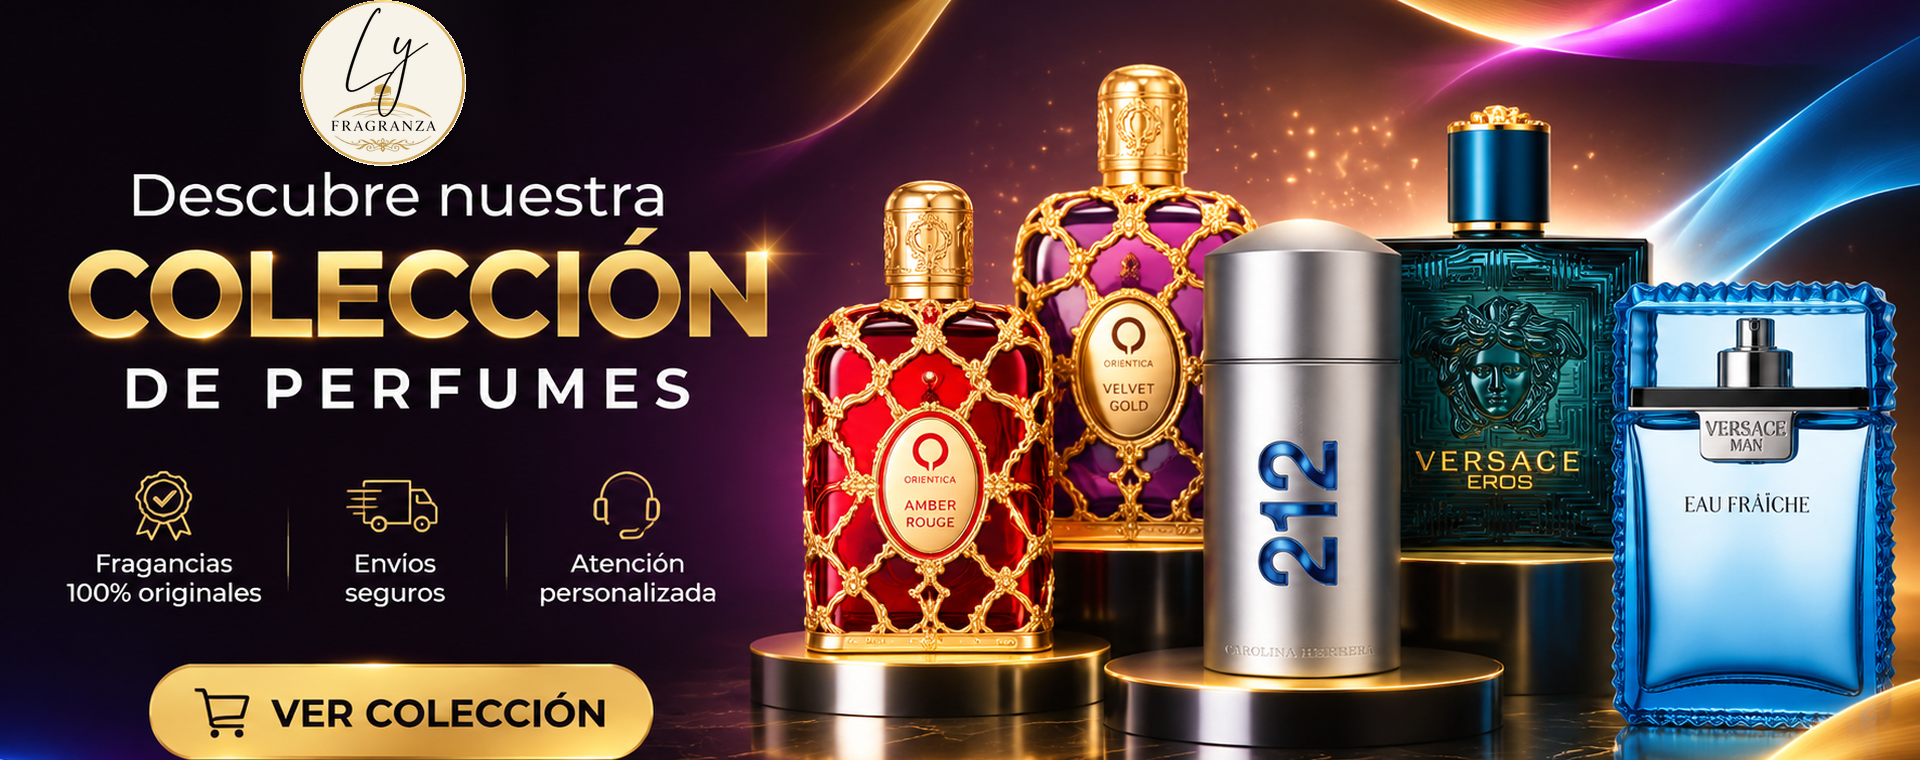 Ly
FRAGRANZA
Descubre nuestra
COLECCIÓN
DE PERFUMES
Fragancias
100% originales
Envíos
seguros
Atención
personalizada
VER COLECCIÓN
ORIENTICA
AMBER
ROUGE
ORIENTICA
VELVET
GOLD
212
CAROLINA HERRERA
VERSACE
EROS
VERSACE
MAN
EAU FRAÎCHE